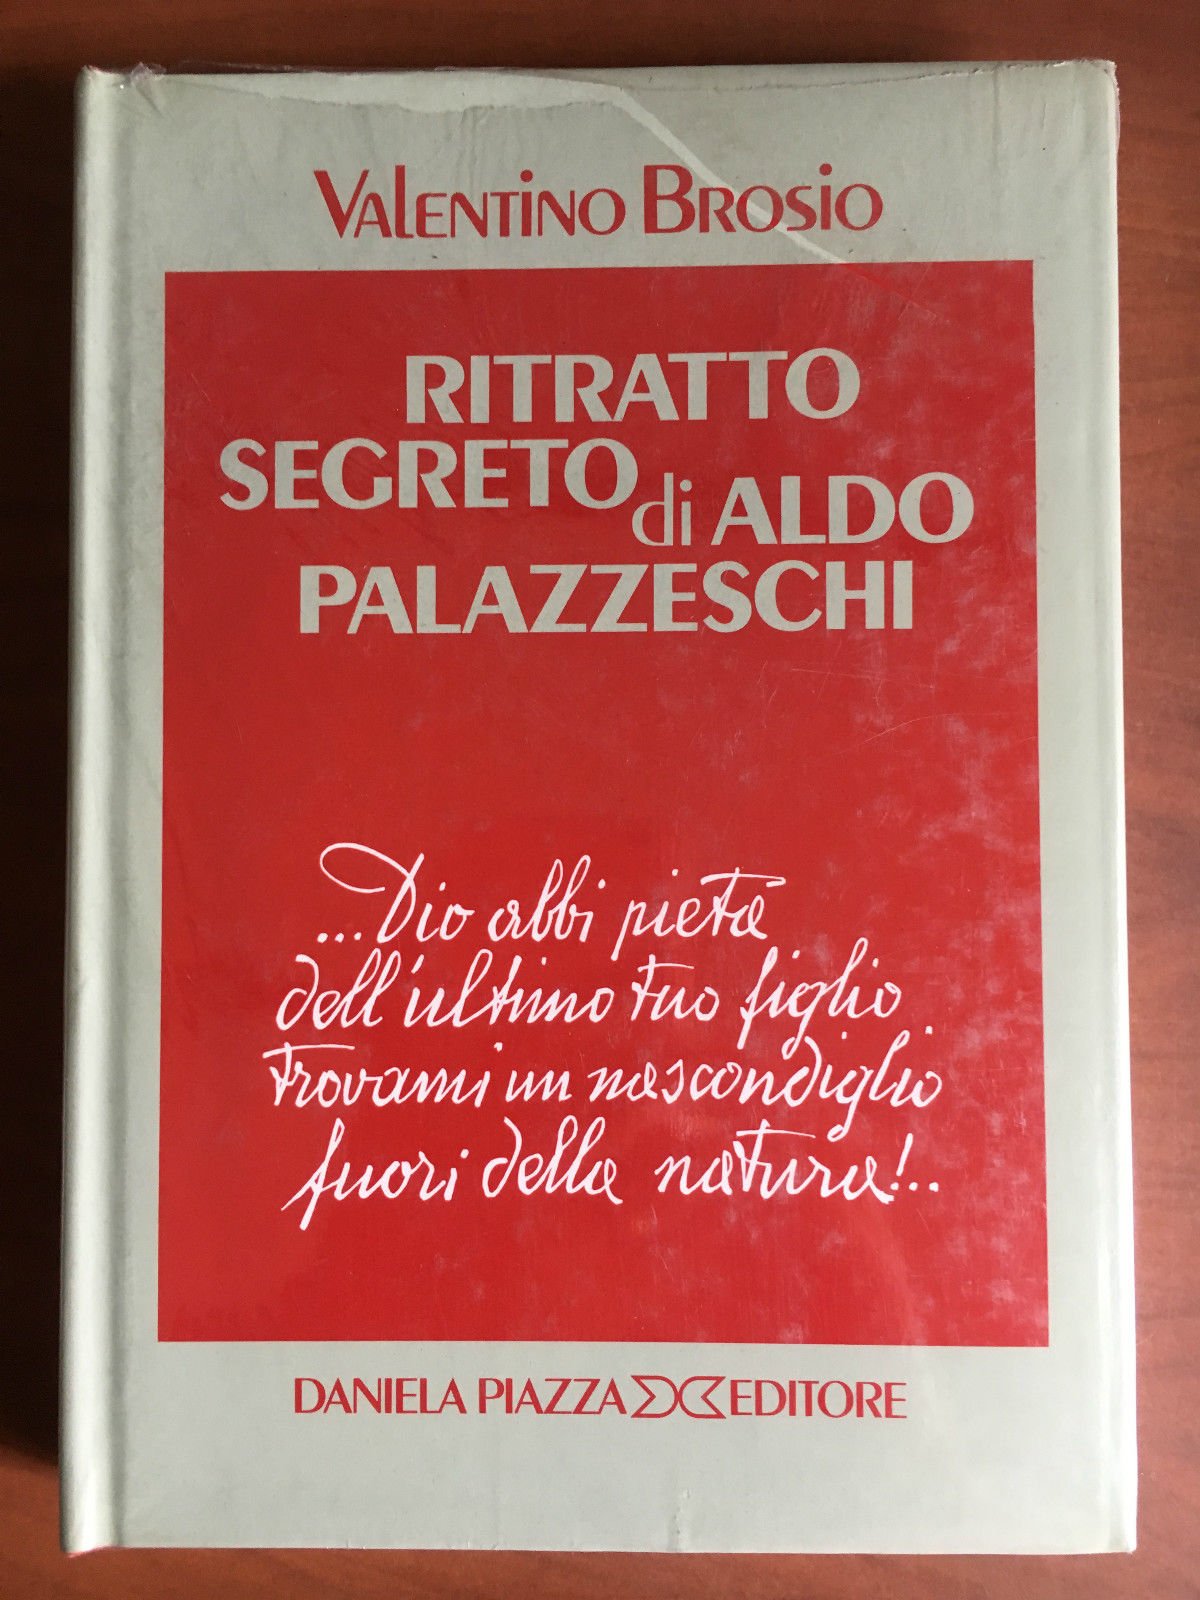 Valentino Brosio
RITRATTO
SEGRETO di ALDO
PALAZZESCHI
...Dio abbi pietà
dell'ultimo tuo figlio.
trovami un nascondiglio
fuori della natura!..
DANIELA PIAZZA EDITORE